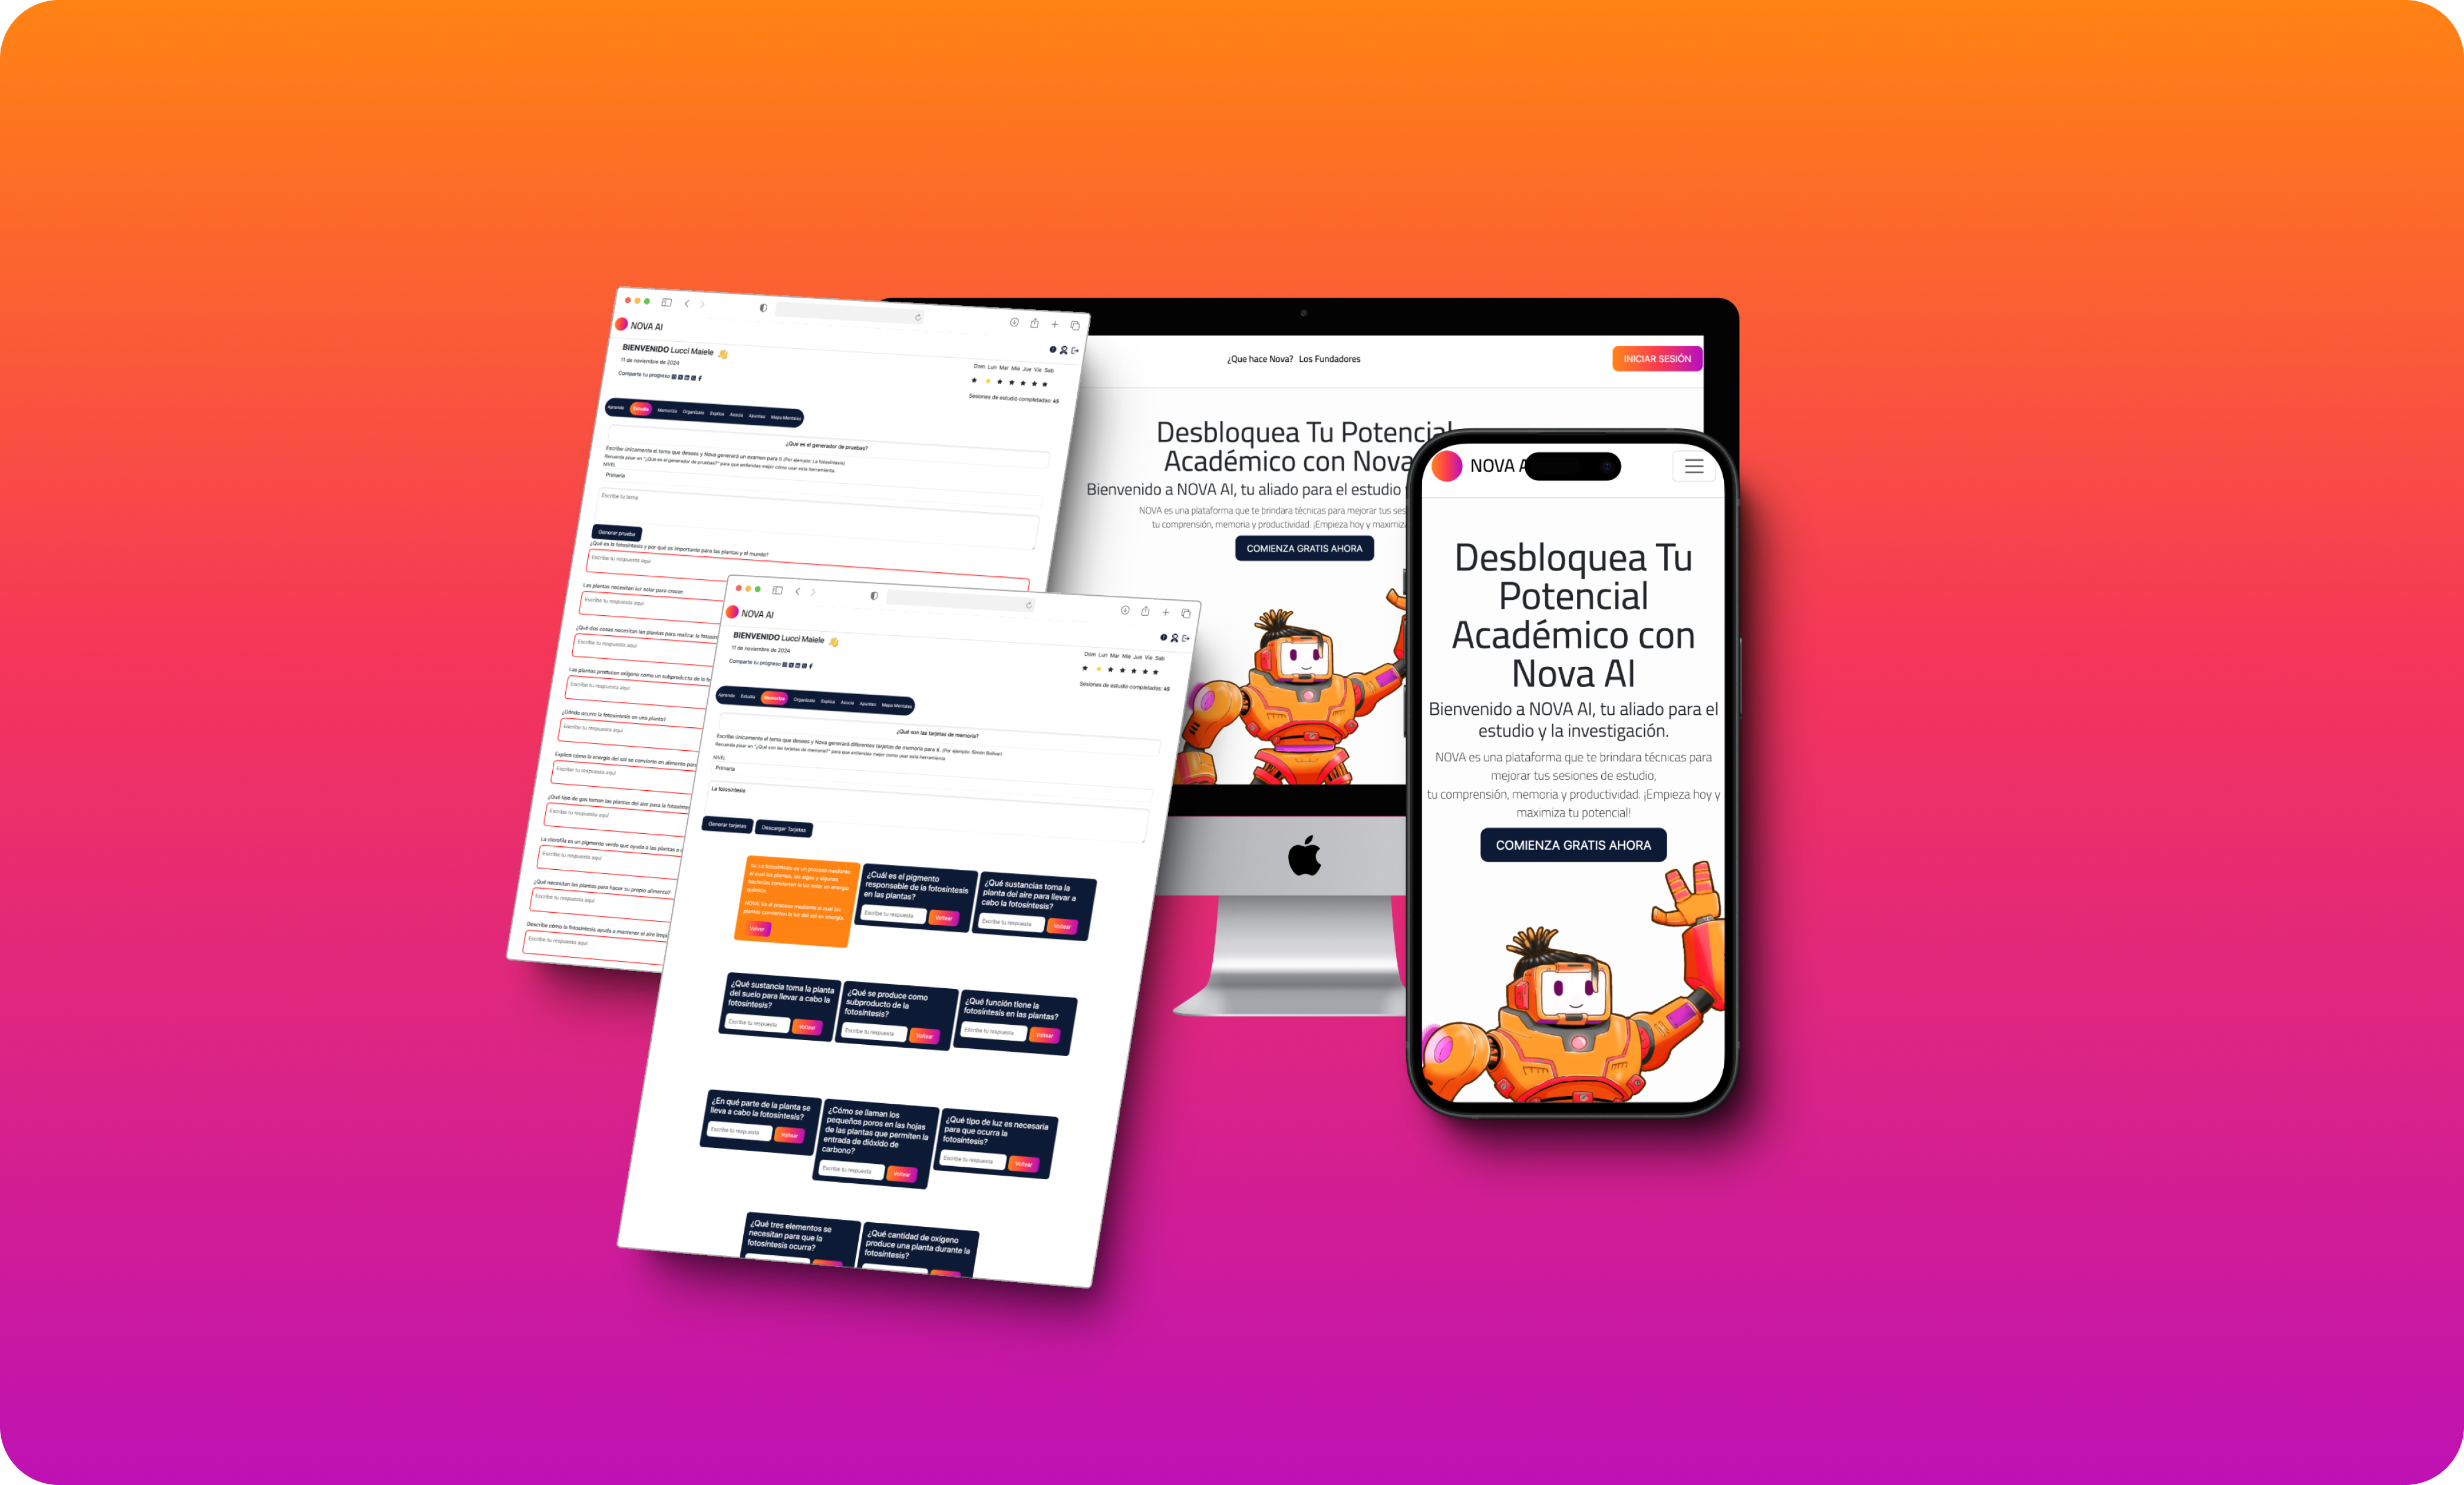 NOVA AI
BIENVENIDO Lucci Maiele 👋
11 de noviembre de 2024
Comparte tu progreso
Dom Lun Mar Mie Jue Vie Sab
Sesiones de estudio completadas: 45
Aprende Estudia Memoriza Organízate Explica Asocia Apuntes Mapa Mentales
¿Que es el generador de pruebas?
Escribe únicamente el tema que desees y Nova generará un examen para ti (Por ejemplo: La fotosíntesis)
Recuerda pisar en "¿Que es el generador de pruebas?" para que entiendas mejor cómo usar esta herramienta.
NIVEL
Primaria
Escribe tu tema
Generar prueba
¿Qué es la fotosíntesis y por qué es importante para las plantas y el mundo?
Escribe tu respuesta aquí
Las plantas necesitan luz solar para crecer.
Escribe tu respuesta aquí
¿Qué dos cosas necesitan las plantas para realizar la fotosín
Escribe tu respuesta aquí
Las plantas producen oxígeno como un subproducto de la fo
Escribe tu respuesta aquí
¿Dónde ocurre la fotosíntesis en una planta?
Escribe tu respuesta aquí
Explica cómo la energía del sol se convierte en alimento para
Escribe tu respuesta aquí
¿Qué tipo de gas toman las plantas del aire para la fotosíntes
Escribe tu respuesta aquí
La clorofila es un pigmento verde que ayuda a las plantas a
Escribe tu respuesta aquí
¿Qué necesitan las plantas para hacer su propio alimento?
Escribe tu respuesta aquí
Describe cómo la fotosíntesis ayuda a mantener el aire limpi
Escribe tu respuesta aquí
NOVA AI
BIENVENIDO Lucci Maiele 👋
11 de noviembre de 2024
Comparte tu progreso
Dom Lun Mar Mie Jue Vie Sab
Sesiones de estudio completadas: 45
Aprende Estudia Memoriza Organízate Explica Asocia Apuntes Mapa Mentales
¿Qué son las tarjetas de memoria?
Escribe únicamente el tema que desees y Nova generará diferentes tarjetas de memoria para ti. (Por ejemplo: Simón Bolívar)
Recuerda pisar en "¿Qué son las tarjetas de memoria?" para que entiendas mejor como usar esta herramienta
NIVEL
Primaria
La fotosíntesis
Generar tarjetas Descargar Tarjetas
tu: La fotosíntesis es un proceso mediante
el cual las plantas, las algas y algunas
bacterias convierten la luz solar en energía
química.
NOVA: Es el proceso mediante el cual las
plantas convierten la luz del sol en energía.
Volver
¿Cuál es el pigmento
responsable de la fotosíntesis
en las plantas?
Escribe tu respuesta Voltear
¿Qué sustancias toma la
planta del aire para llevar a
cabo la fotosíntesis?
Escribe tu respuesta Voltear
¿Qué sustancia toma la planta
del suelo para llevar a cabo la
fotosíntesis?
Escribe tu respuesta Voltear
¿Qué se produce como
subproducto de la
fotosíntesis?
Escribe tu respuesta Voltear
¿Qué función tiene la
fotosíntesis en las plantas?
Escribe tu respuesta Voltear
¿En qué parte de la planta se
lleva a cabo la fotosíntesis?
Escribe tu respuesta Voltear
¿Cómo se llaman los
pequeños poros en las hojas
de las plantas que permiten la
entrada de dióxido de
carbono?
Escribe tu respuesta Voltear
¿Qué tipo de luz es necesaria
para que ocurra la
fotosíntesis?
Escribe tu respuesta Voltear
¿Qué tres elementos se
necesitan para que la
fotosíntesis ocurra?
¿Qué cantidad de oxígeno
produce una planta durante la
fotosíntesis?
¿Que hace Nova? Los Fundadores
INICIAR SESIÓN
Desbloquea Tu Potencial
Académico con Nova
Bienvenido a NOVA AI, tu aliado para el estudio
NOVA es una plataforma que te brindara técnicas para mejorar tus ses
tu comprensión, memoria y productividad. ¡Empieza hoy y maximiz
COMIENZA GRATIS AHORA
NOVA A
Desbloquea Tu
Potencial
Académico con
Nova AI
Bienvenido a NOVA AI, tu aliado para el
estudio y la investigación.
NOVA es una plataforma que te brindara técnicas para
mejorar tus sesiones de estudio,
tu comprensión, memoria y productividad. ¡Empieza hoy y
maximiza tu potencial!
COMIENZA GRATIS AHORA